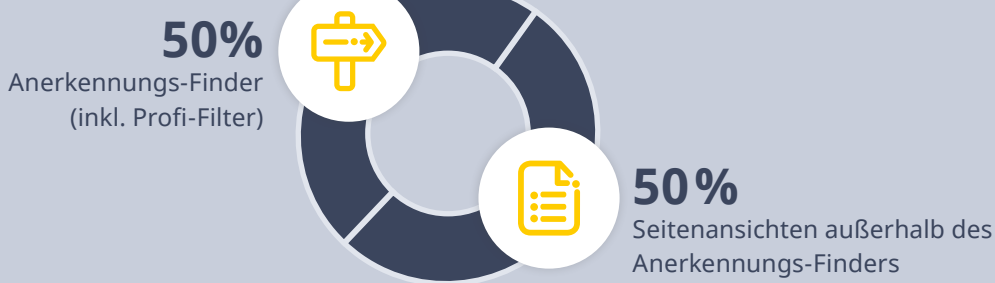 50%
Anerkennungs-Finder
(inkl. Profi-Filter)
50%
Seitenansichten außerhalb des
Anerkennungs-Finders